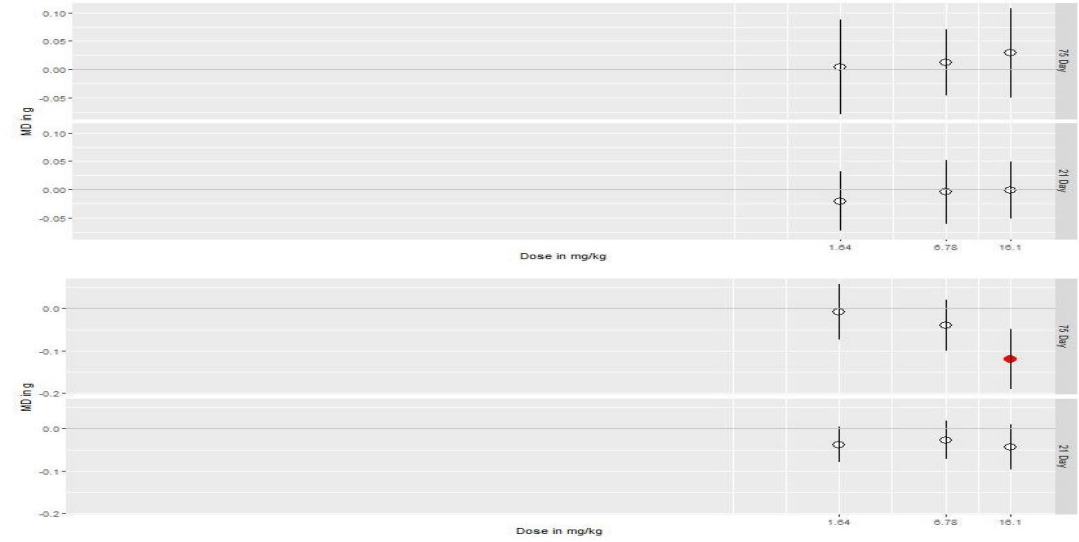 0.10
0.05
0.00
-0.05
75 Day
MD in g
0.10
0.05
0.00
-0.05
21 Day
1.64 6.78 16.1
Dose in mg/kg
0.0
-0.1
-0.2
75 Day
MD in g
0.0
-0.1
-0.2
21 Day
1.64 6.78 16.1
Dose in mg/kg